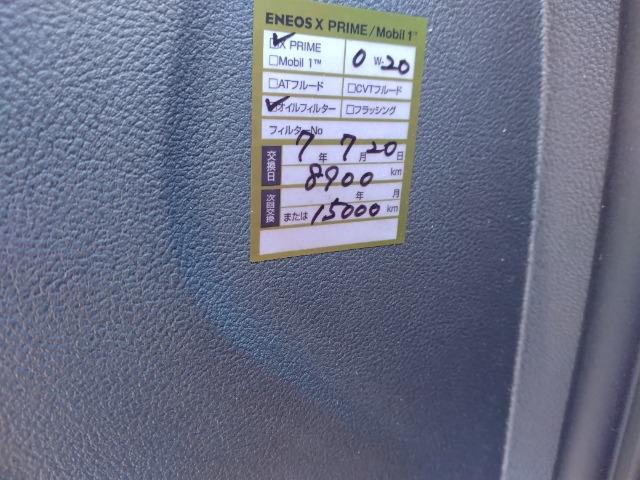 ENEOS X PRIME/Mobil 1™
☑X PRIME
□Mobil 1™
0 W-20
□ATフルード □CVTフルード
☑オイルフィルター □フラッシング
フィルターNo
交換日 7年 7月 20日
8900 km
次回交換 年 月
または 15000 km